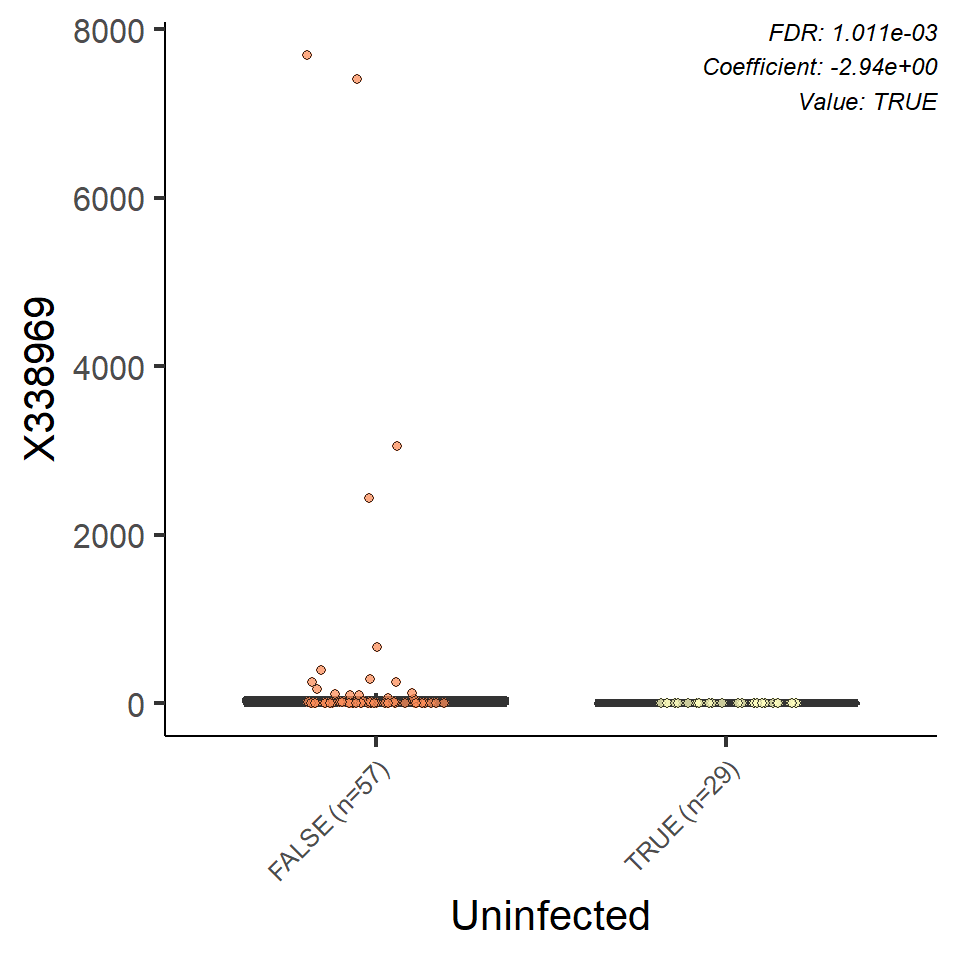 FDR: 1.011e-03
Coefficient: -2.94e+00
Value: TRUE
8000
6000
4000
2000
0
X338969
FALSE (n=57)
TRUE (n=29)
Uninfected